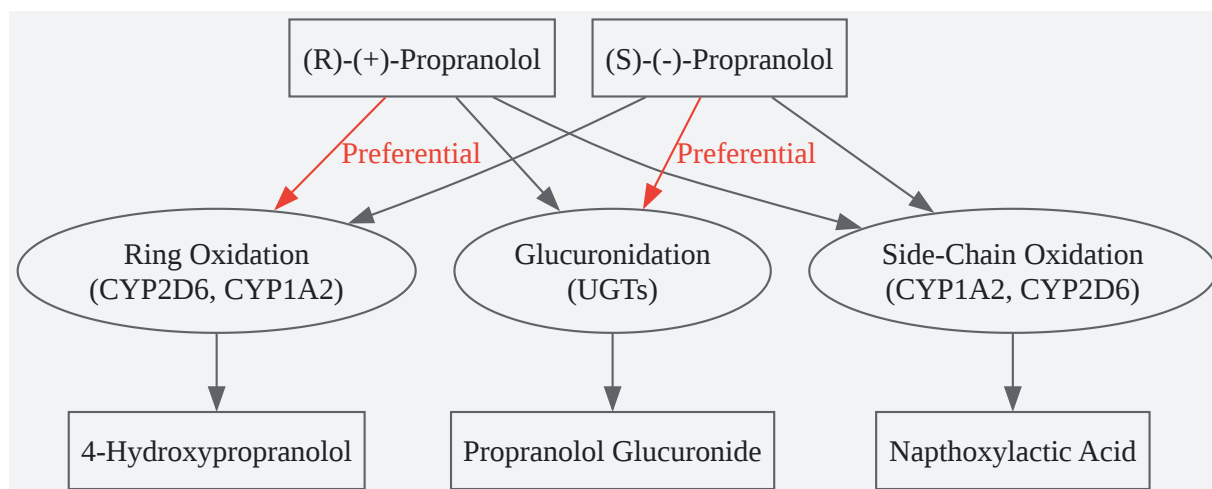 (R)-(+)-Propranolol
(S)-(-)-Propranolol
Preferential
Preferential
Ring Oxidation
(CYP2D6, CYP1A2)
Glucuronidation
(UGTs)
Side-Chain Oxidation
(CYP1A2, CYP2D6)
4-Hydroxypropranolol
Propranolol Glucuronide
Napthoxylactic Acid